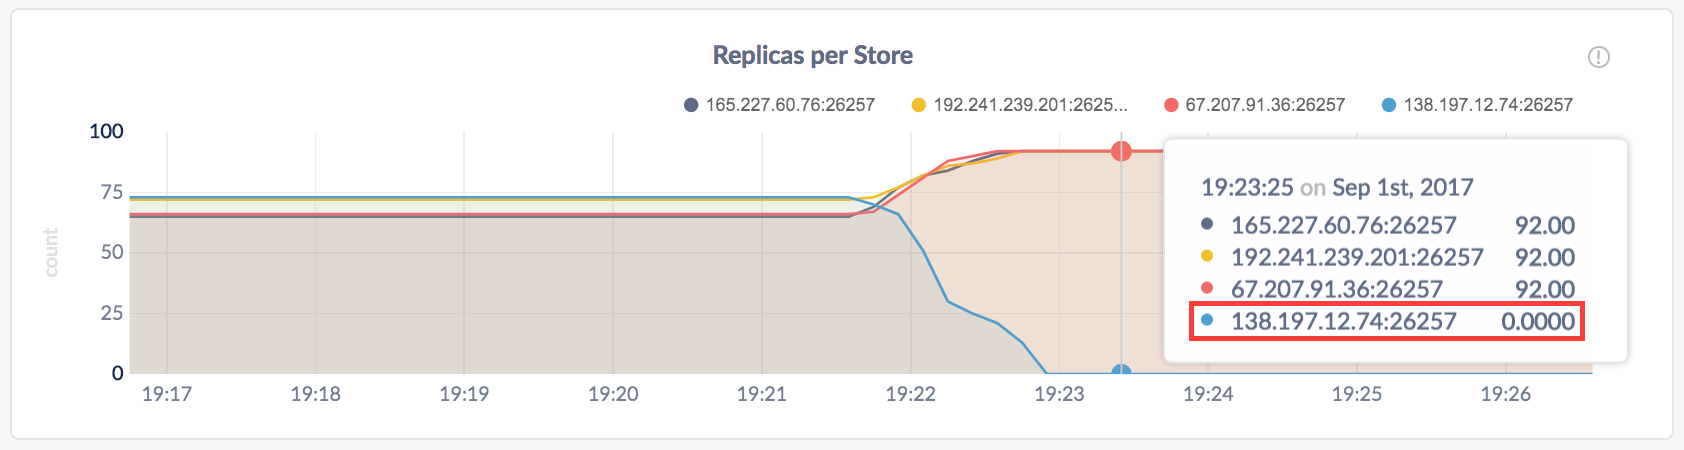 Replicas per Store
165.227.60.76:26257 192.241.239.201:2625... 67.207.91.36:26257 138.197.12.74:26257
100
75
50
25
0
count
19:17 19:18 19:19 19:20 19:21 19:22 19:23 19:24 19:25 19:26
19:23:25 on Sep 1st, 2017
165.227.60.76:26257 92.00
192.241.239.201:26257 92.00
67.207.91.36:26257 92.00
138.197.12.74:26257 0.0000